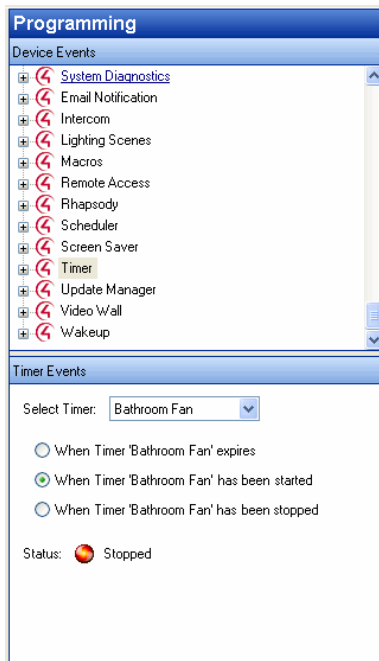 Programming
Device Events
System Diagnostics
Email Notification
Intercom
Lighting Scenes
Macros
Remote Access
Rhapsody
Scheduler
Screen Saver
Timer
Update Manager
Video Wall
Wakeup
Timer Events
Select Timer: Bathroom Fan
When Timer 'Bathroom Fan' expires
When Timer 'Bathroom Fan' has been started
When Timer 'Bathroom Fan' has been stopped
Status: Stopped